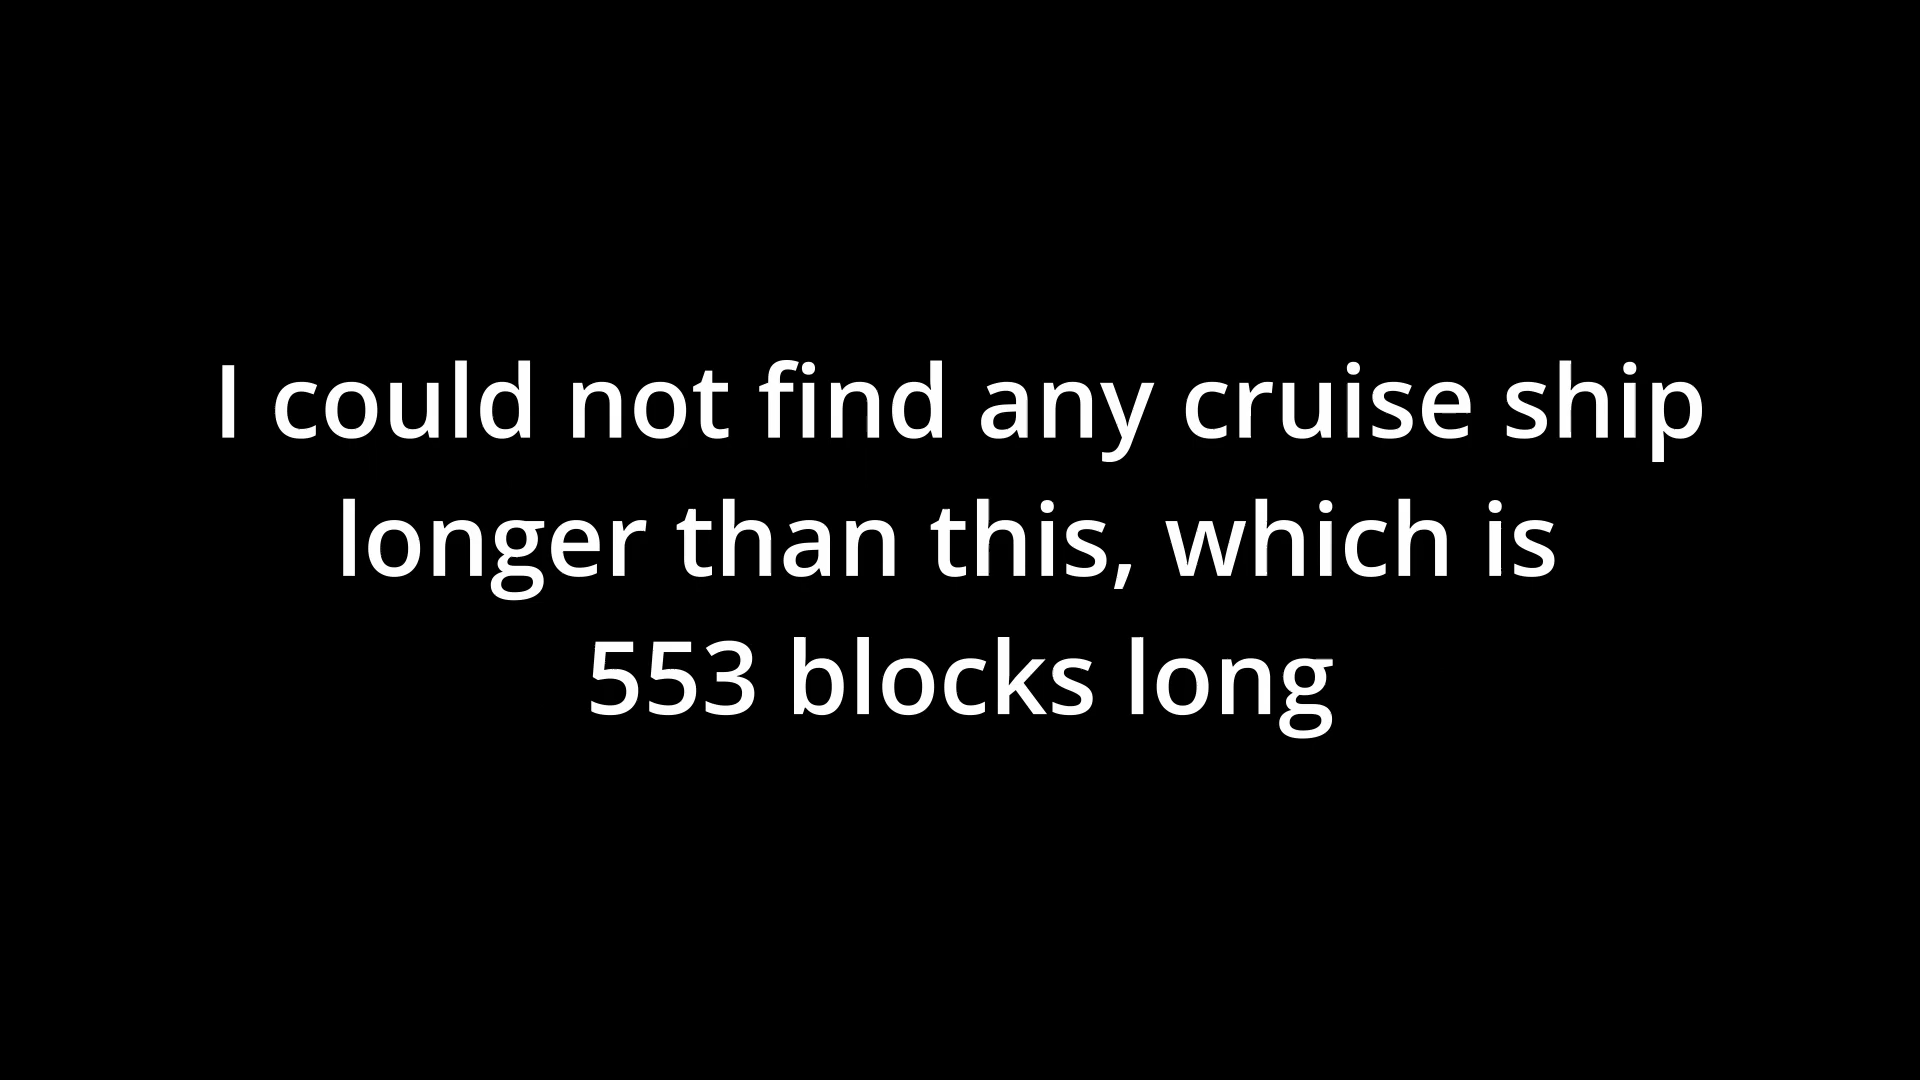 I could not find any cruise ship
longer than this, which is
553 blocks long